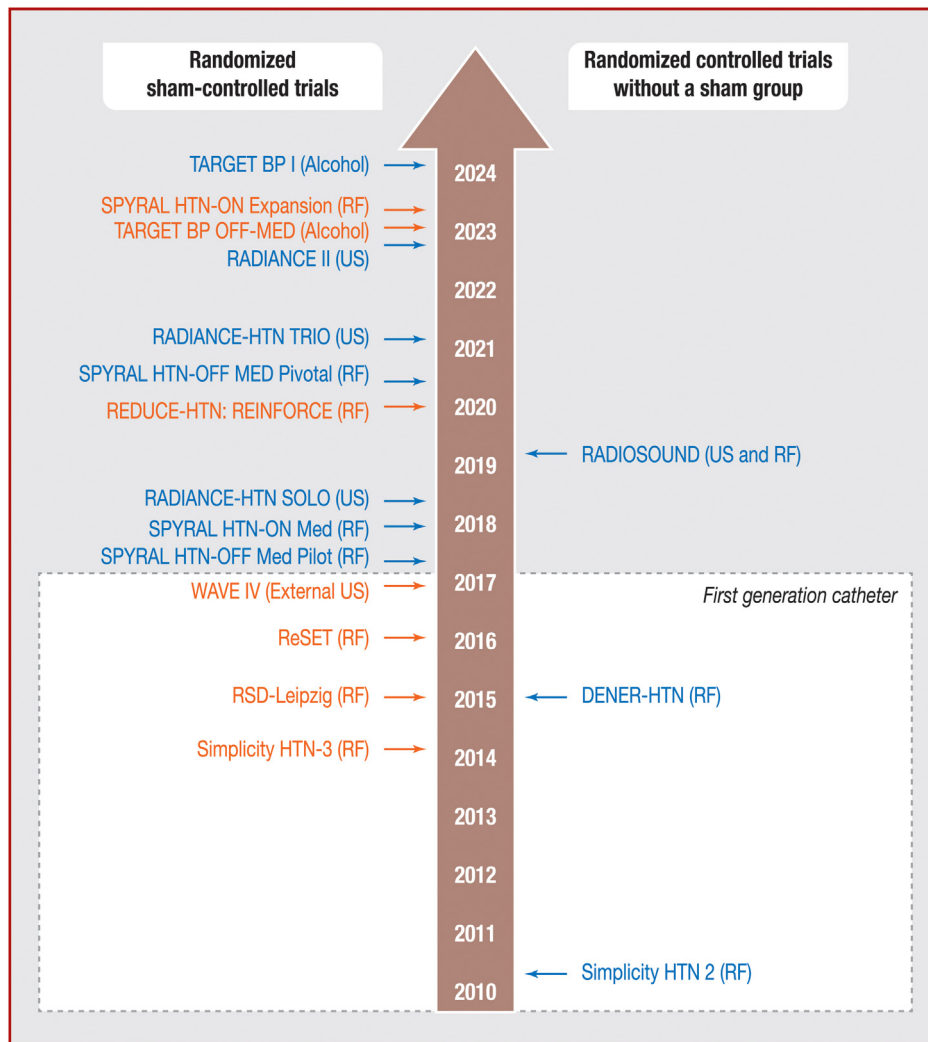 Randomized
sham-controlled trials
Randomized controlled trials
without a sham group
TARGET BP I (Alcohol)
2024
SPYRAL HTN-ON Expansion (RF)
TARGET BP OFF-MED (Alcohol)
2023
RADIANCE II (US)
2022
RADIANCE-HTN TRIO (US)
2021
SPYRAL HTN-OFF MED Pivotal (RF)
REDUCE-HTN: REINFORCE (RF)
2020
RADIOSOUND (US and RF)
2019
RADIANCE-HTN SOLO (US)
SPYRAL HTN-ON Med (RF)
2018
SPYRAL HTN-OFF Med Pilot (RF)
2017
WAVE IV (External US)
First generation catheter
ReSET (RF)
2016
RSD-Leipzig (RF)
2015
DENER-HTN (RF)
Simplicity HTN-3 (RF)
2014
2013
2012
2011
Simplicity HTN 2 (RF)
2010